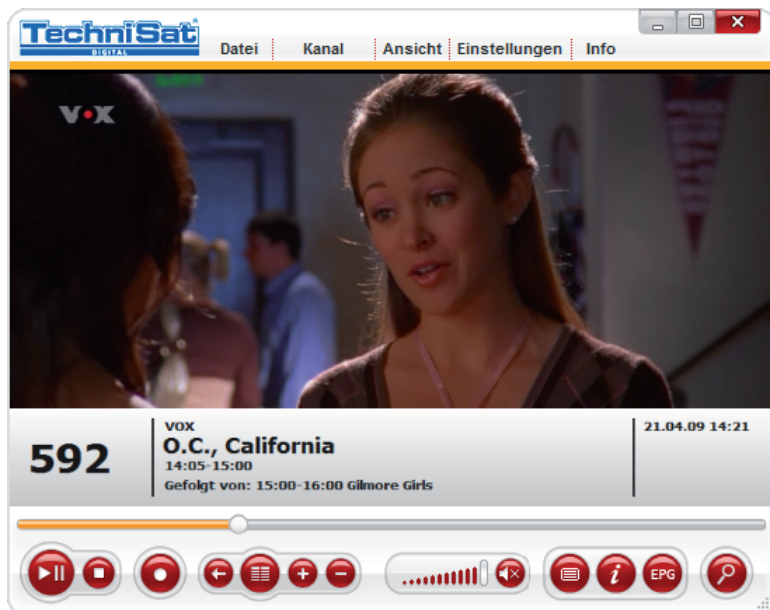 TechniSat
DIGITAL
Datei Kanal Ansicht Einstellungen Info
VOX
592
VOX
O.C., California
14:05-15:00
Gefolgt von: 15:00-16:00 Gilmore Girls
21.04.09 14:21
i
EPG